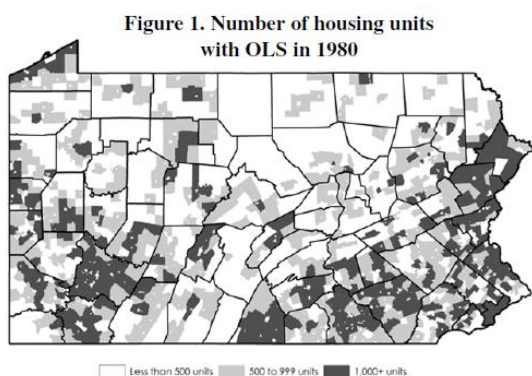 Figure 1. Number of housing units
with OLS in 1980
Less than 500 units 500 to 999 units 1,000+ units